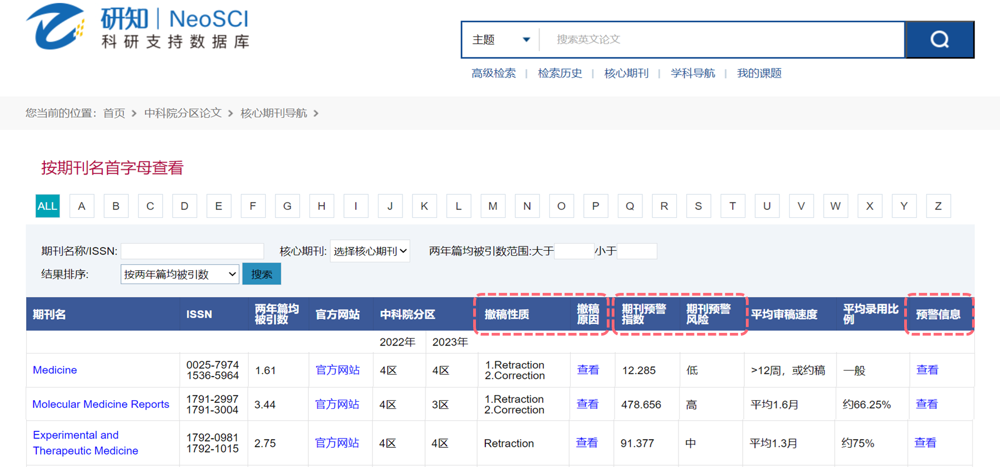 研知 | NeoSCI
科研支持数据库
主题
搜索英文论文
高级检索 | 检索历史 | 核心期刊 | 学科导航 | 我的课题
您当前的位置：首页 > 中科院分区论文 > 核心期刊导航 >
按期刊名首字母查看
ALL A B C D E F G H I J K L M N O P Q R S T U V W X Y Z
期刊名称/ISSN: 核心期刊: 选择核心期刊 两年篇均被引数范围:大于 小于
结果排序: 按两年篇均被引数 搜索
期刊名 ISSN 两年篇均被引数 官方网站 中科院分区 撤稿性质 撤稿原因 期刊预警指数 期刊预警风险 平均审稿速度 平均录用比例 预警信息
2022年 2023年
Medicine 0025-7974 1536-5964 1.61 官方网站 4区 4区 1.Retraction 2.Correction 查看 12.285 低 >12周，或约稿 一般 查看
Molecular Medicine Reports 1791-2997 1791-3004 3.44 官方网站 4区 3区 1.Retraction 2.Correction 查看 478.656 高 平均1.6月 约66.25% 查看
Experimental and Therapeutic Medicine 1792-0981 1792-1015 2.75 官方网站 4区 4区 Retraction 查看 91.377 中 平均1.3月 约75% 查看